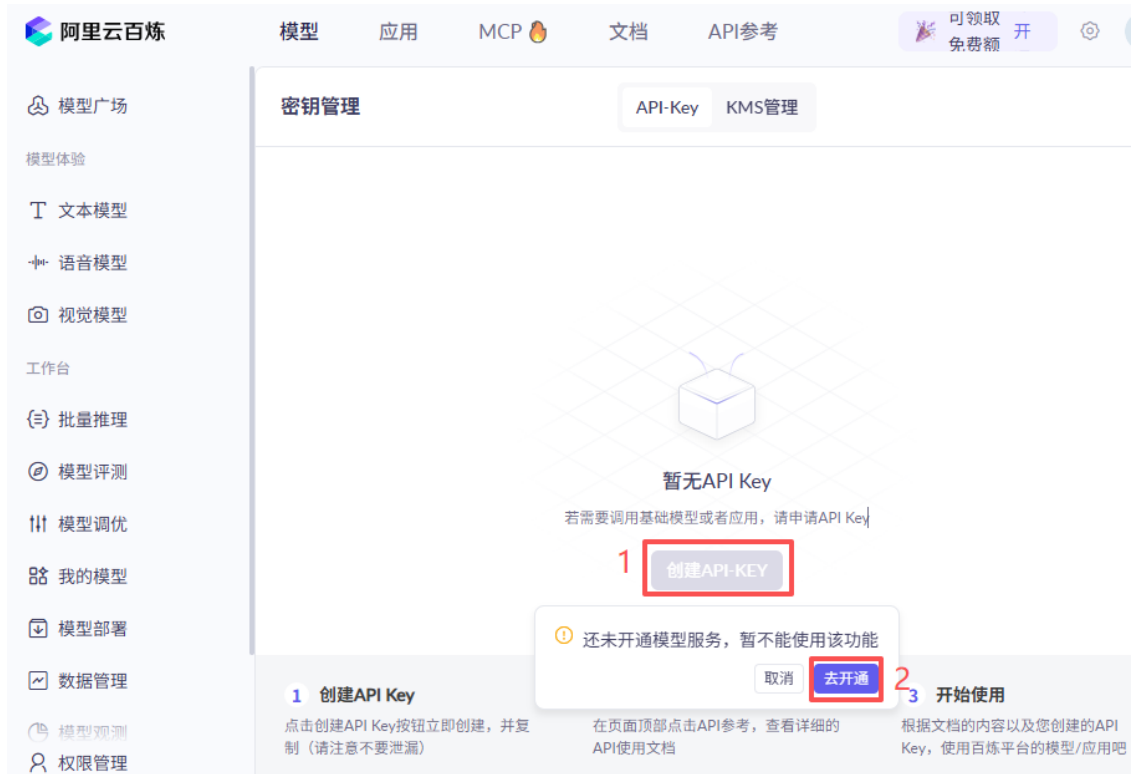 阿里云百炼
模型
应用
MCP
文档
API参考
可领取
免费额
开
模型广场
模型体验
文本模型
语音模型
视觉模型
工作台
批量推理
模型评测
模型调优
我的模型
模型部署
数据管理
模型观测
权限管理
密钥管理
API-Key
KMS管理
暂无API Key
若需要调用基础模型或者应用，请申请API Key
1
创建API-KEY
还未开通模型服务，暂不能使用该功能
取消
去开通
2
1 创建API Key
点击创建API Key按钮立即创建，并复
制（请注意不要泄漏）
在页面顶部点击API参考，查看详细的
API使用文档
3 开始使用
根据文档的内容以及您创建的API
Key，使用百炼平台的模型/应用吧